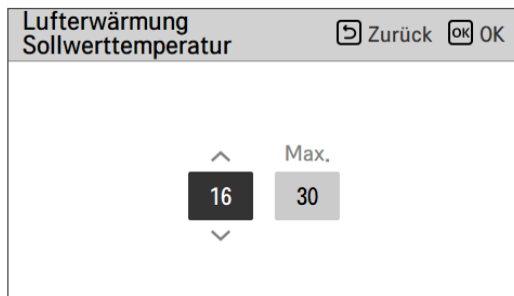 Lufterwärmung
Sollwerttemperatur
Zurück OK OK
Max.
16 30